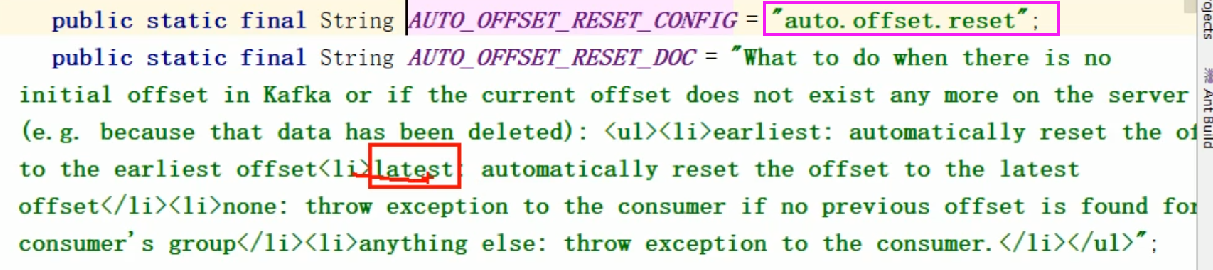 public static final String AUTO_OFFSET_RESET_CONFIG = "auto.offset.reset";
public static final String AUTO_OFFSET_RESET_DOC = "What to do when there is no
initial offset in Kafka or if the current offset does not exist any more on the server
(e.g. because that data has been deleted): <ul><li>earliest: automatically reset the of
to the earliest offset<li>latest: automatically reset the offset to the latest
offset</li><li>none: throw exception to the consumer if no previous offset is found for
consumer's group</li><li>anything else: throw exception to the consumer.</li></ul>";
ojects
Ant Build